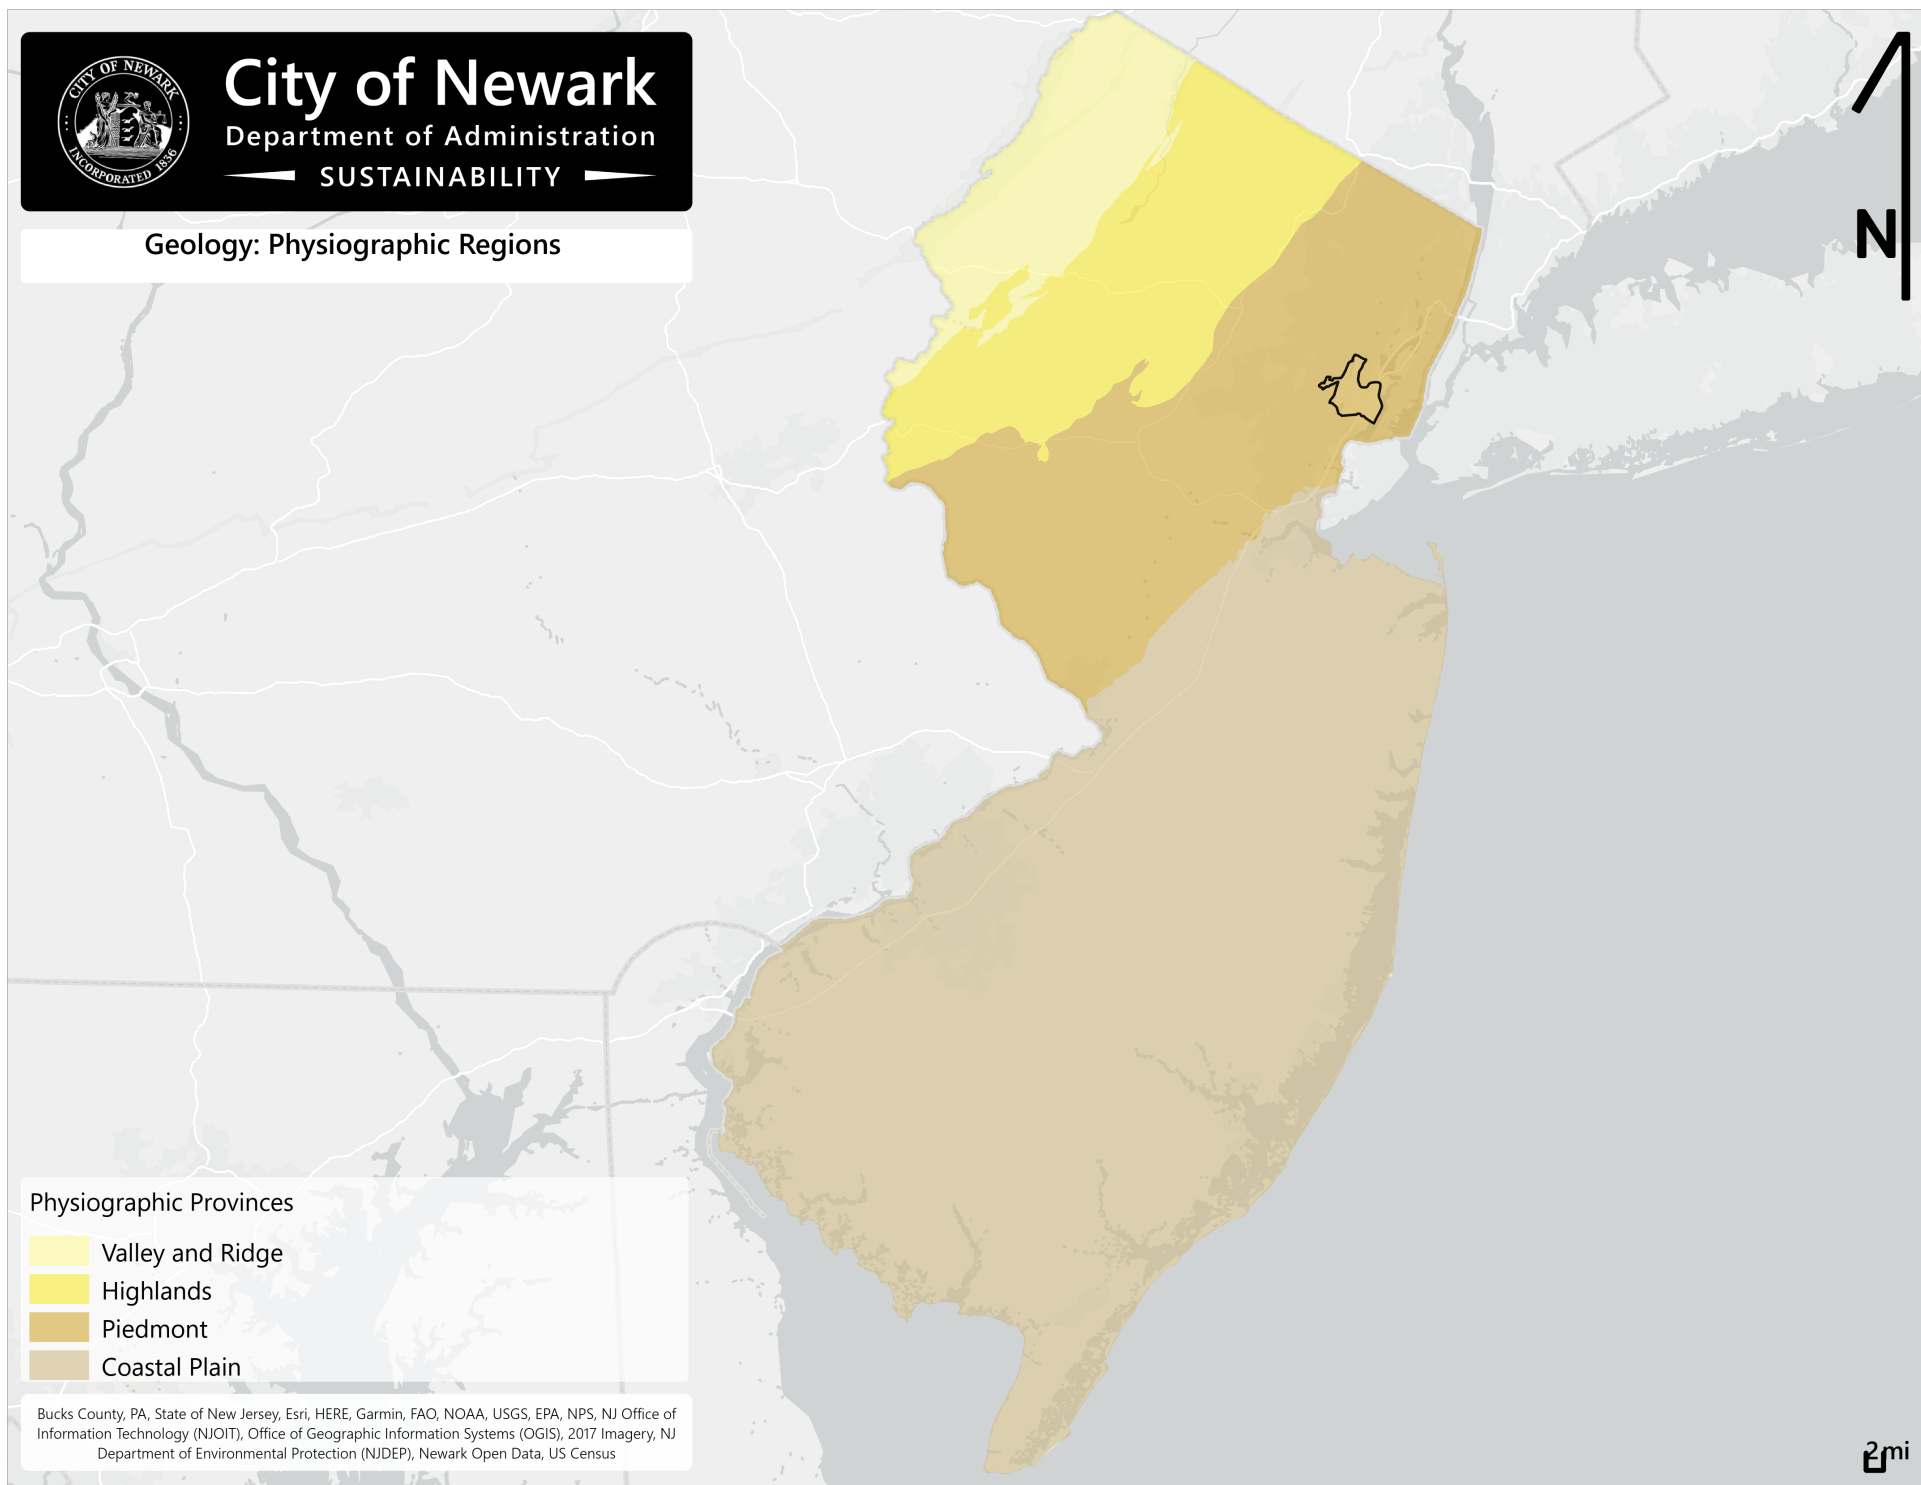 CITY OF NEWARK
INCORPORATED 1836
City of Newark
Department of Administration
SUSTAINABILITY
Geology: Physiographic Regions
N
Physiographic Provinces
Valley and Ridge
Highlands
Piedmont
Coastal Plain
Bucks County, PA, State of New Jersey, Esri, HERE, Garmin, FAO, NOAA, USGS, EPA, NPS, NJ Office of
Information Technology (NJOIT), Office of Geographic Information Systems (OGIS), 2017 Imagery, NJ
Department of Environmental Protection (NJDEP), Newark Open Data, US Census
2mi